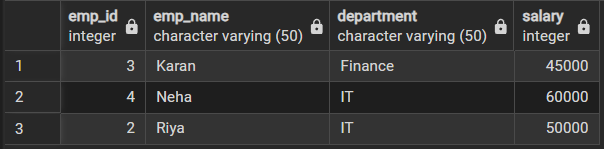 emp_id emp_name department salary
integer character varying (50) character varying (50) integer
1 3 Karan Finance 45000
2 4 Neha IT 60000
3 2 Riya IT 50000